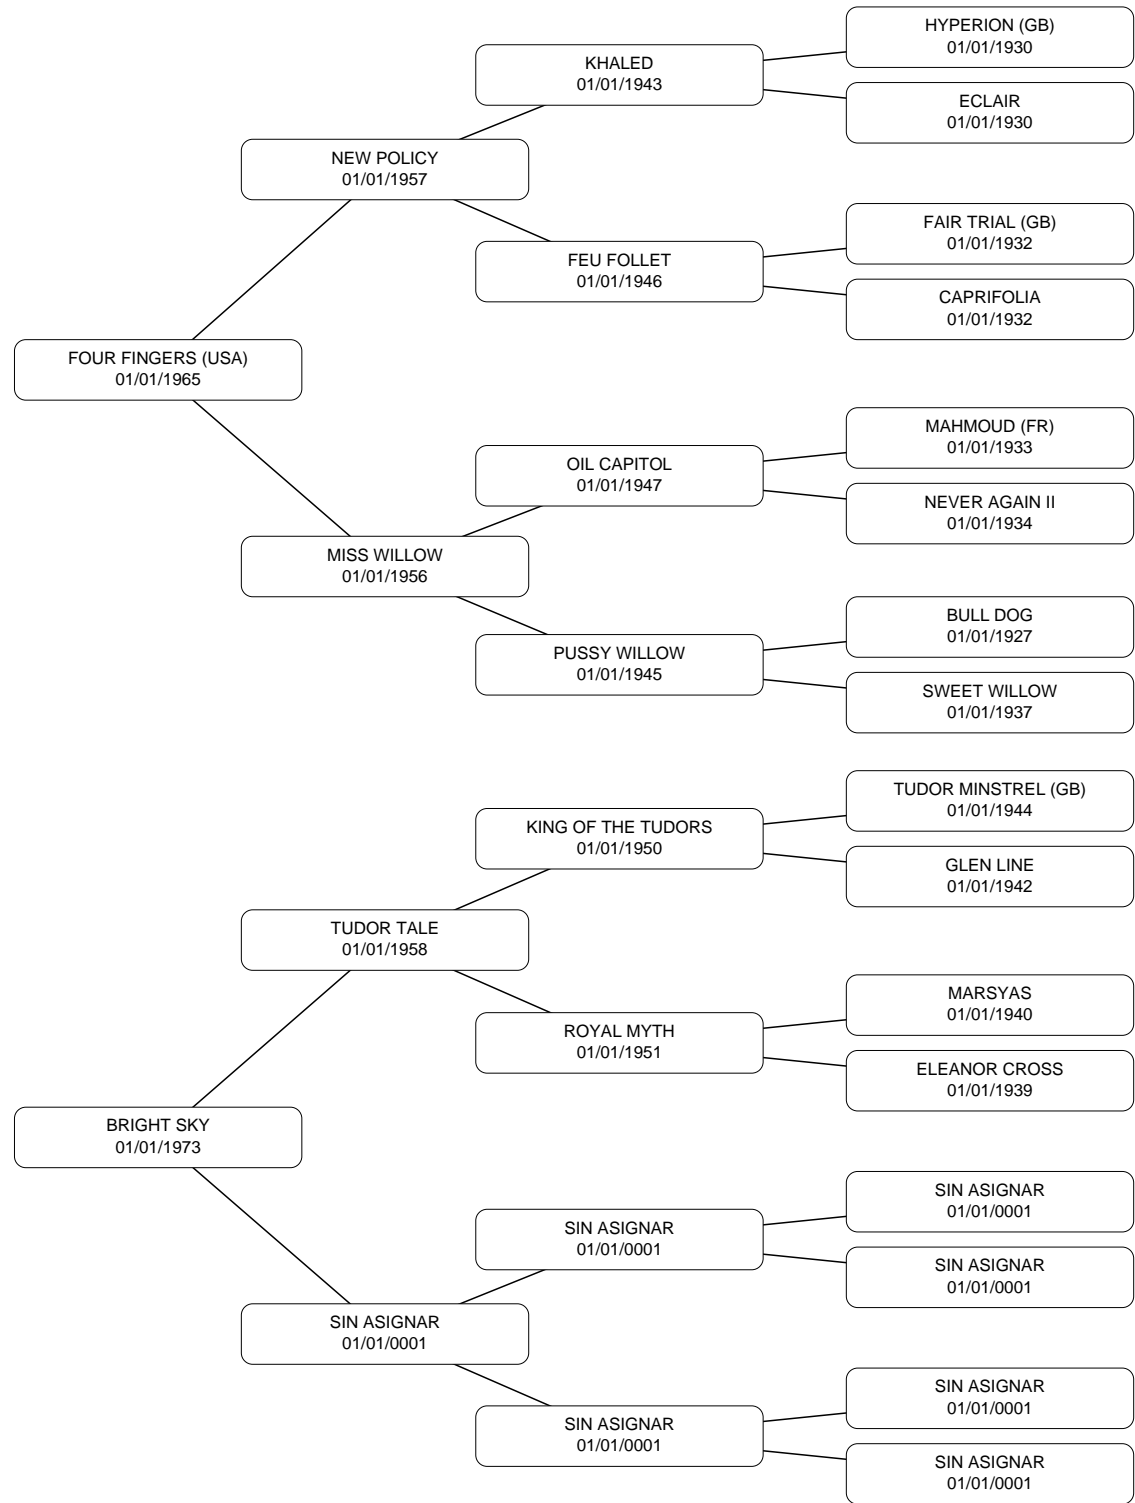 HYPERION (GB)
01/01/1930
KHALED
01/01/1943
ECLAIR
01/01/1930
NEW POLICY
01/01/1957
FAIR TRIAL (GB)
01/01/1932
FEU FOLLET
01/01/1946
CAPRIFOLIA
01/01/1932
FOUR FINGERS (USA)
01/01/1965
MAHMOUD (FR)
01/01/1933
OIL CAPITOL
01/01/1947
NEVER AGAIN II
01/01/1934
MISS WILLOW
01/01/1956
BULL DOG
01/01/1927
PUSSY WILLOW
01/01/1945
SWEET WILLOW
01/01/1937
TUDOR MINSTREL (GB)
01/01/1944
KING OF THE TUDORS
01/01/1950
GLEN LINE
01/01/1942
TUDOR TALE
01/01/1958
MARSYAS
01/01/1940
ROYAL MYTH
01/01/1951
ELEANOR CROSS
01/01/1939
BRIGHT SKY
01/01/1973
SIN ASIGNAR
01/01/0001
SIN ASIGNAR
01/01/0001
SIN ASIGNAR
01/01/0001
SIN ASIGNAR
01/01/0001
SIN ASIGNAR
01/01/0001
SIN ASIGNAR
01/01/0001
SIN ASIGNAR
01/01/0001